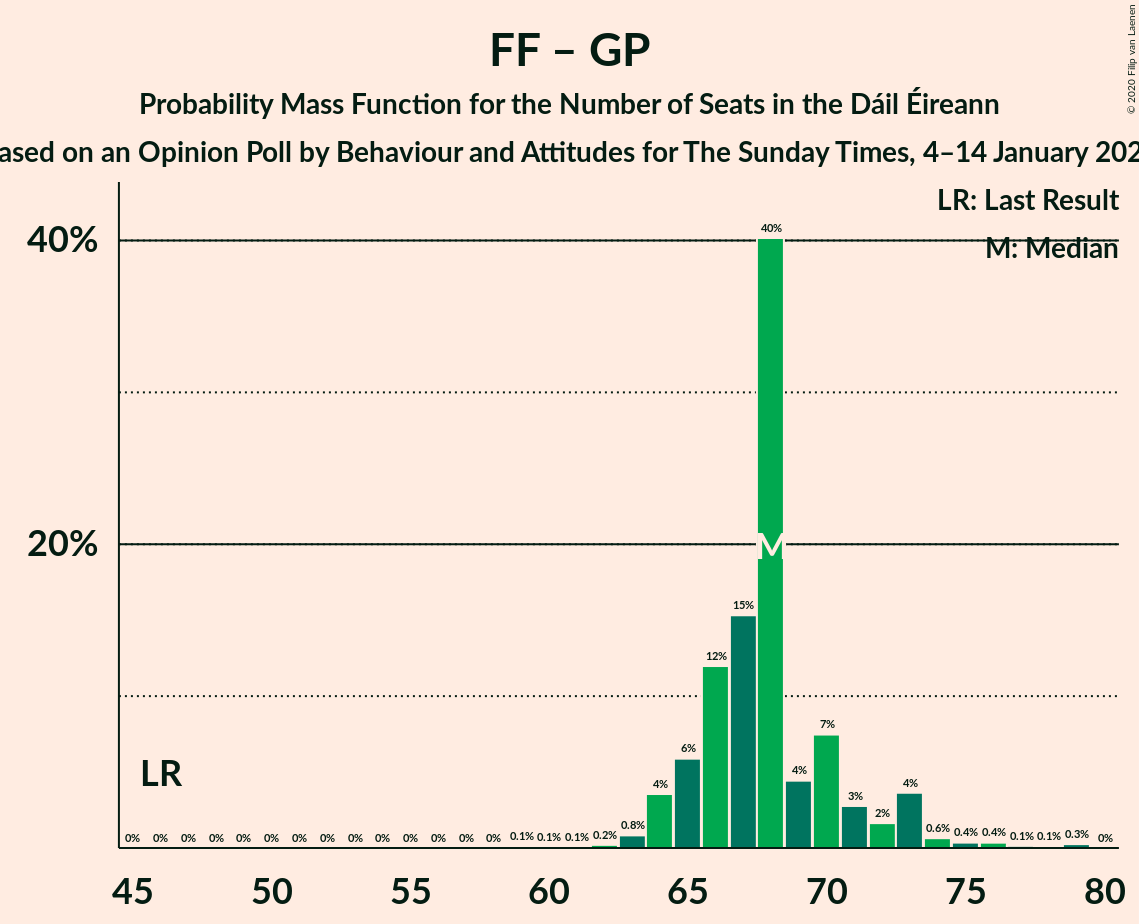 FF – GP
Probability Mass Function for the Number of Seats in the Dáil Éireann
ased on an Opinion Poll by Behaviour and Attitudes for The Sunday Times, 4–14 January 202
© 2020 Filip van Laenen
LR: Last Result
M: Median
40%
20%
40%
M
15%
12%
7%
6%
4%
4%
4%
3%
2%
LR
0% 0% 0% 0% 0% 0% 0% 0% 0% 0% 0% 0% 0% 0% 0.1% 0.1% 0.1% 0.2% 0.8% 0.6% 0.4% 0.4% 0.1% 0.1% 0.3% 0%
45 50 55 60 65 70 75 80